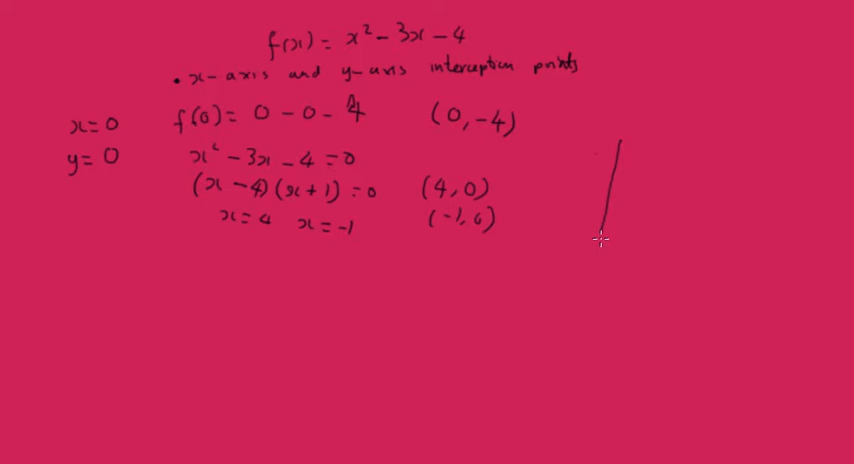 f(x) = x² - 3x - 4
• x-axis and y-axis interception points
x=0 f(0) = 0 - 0 - 4 (0, -4)
y=0 x² - 3x - 4 = 0
(x - 4)(x + 1) = 0 (4, 0)
x = 4 x = -1 (-1, 0)